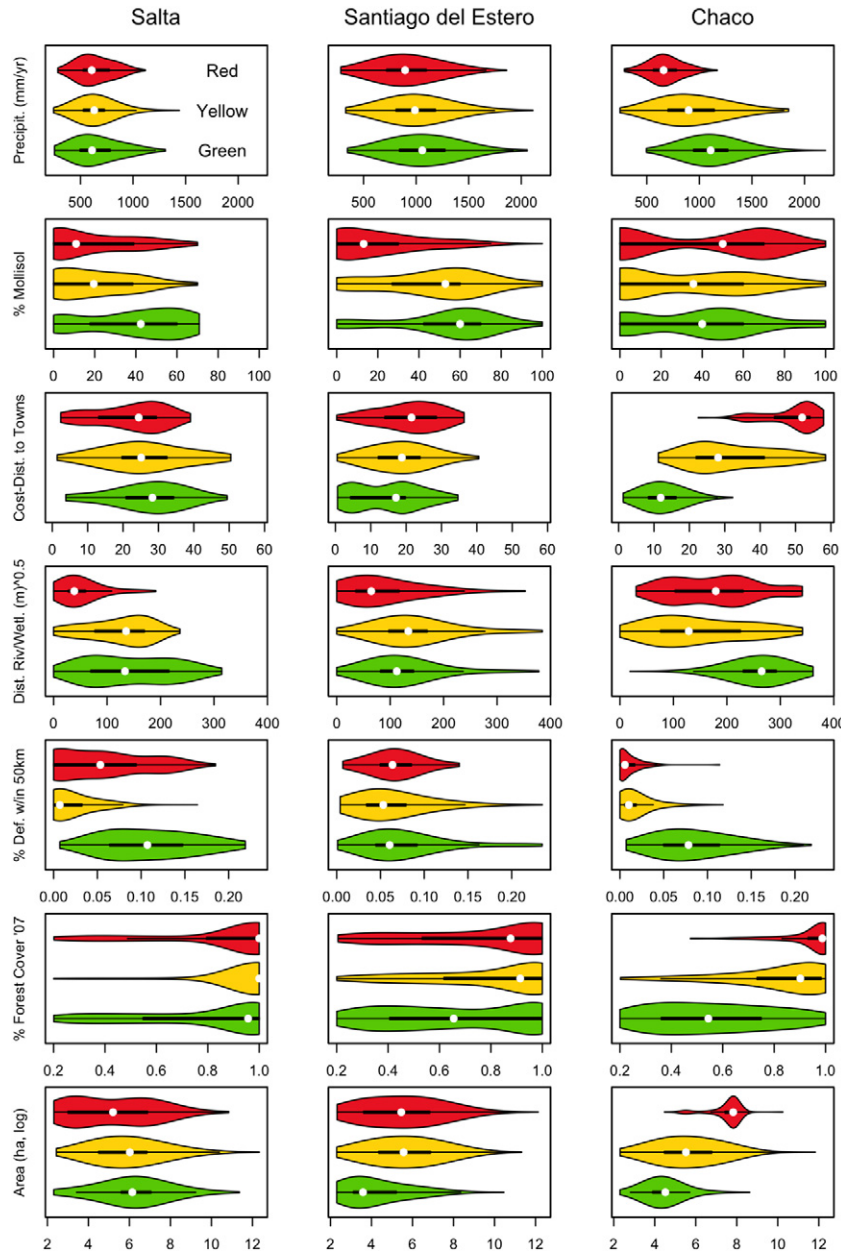 Salta Santiago del Estero Chaco
Precipit. (mm/yr)
Red
Yellow
Green
500 1000 1500 2000 500 1000 1500 2000 500 1000 1500 2000
% Mollisol
0 20 40 60 80 100 0 20 40 60 80 100 0 20 40 60 80 100
Cost-Dist. to Towns
0 10 20 30 40 50 60 0 10 20 30 40 50 60 0 10 20 30 40 50 60
Dist. Riv/Wetl. (m)^0.5
0 100 200 300 400 0 100 200 300 400 0 100 200 300 400
% Def. w/in 50km
0.00 0.05 0.10 0.15 0.20 0.00 0.05 0.10 0.15 0.20 0.00 0.05 0.10 0.15 0.20
% Forest Cover '07
0.2 0.4 0.6 0.8 1.0 0.2 0.4 0.6 0.8 1.0 0.2 0.4 0.6 0.8 1.0
Area (ha, log)
2 4 6 8 10 12 2 4 6 8 10 12 2 4 6 8 10 12